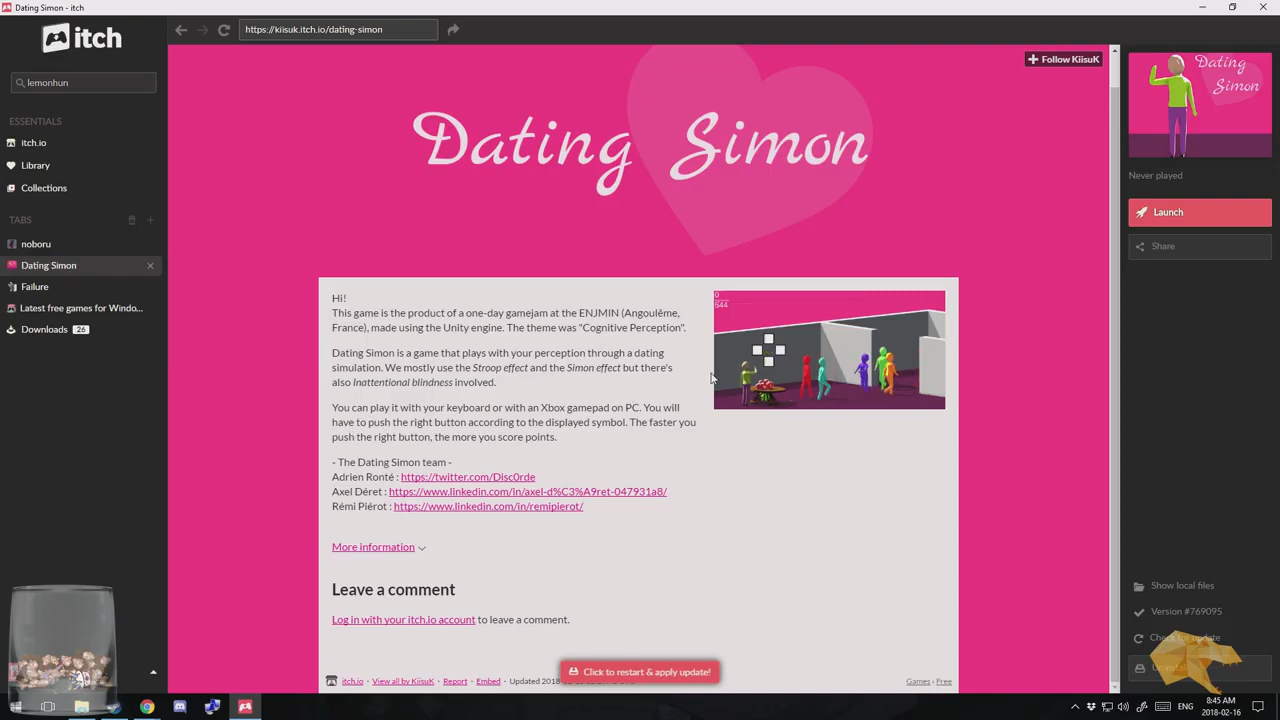 Dating Simon - itch
itch
https://kiisuk.itch.io/dating-simon
lemonhun
ESSENTIALS
itch.io
Library
Collections
TABS
noboru
Dating Simon
Failure
Latest free games for Windo...
Downloads 26
Follow KiisuK
Dating Simon
Hi!
This game is the product of a one-day gamejam at the ENJMIN (Angoulême,
France), made using the Unity engine. The theme was "Cognitive Perception".
Dating Simon is a game that plays with your perception through a dating
simulation. We mostly use the Stroop effect and the Simon effect but there's
also Inattentional blindness involved.
You can play it with your keyboard or with an Xbox gamepad on PC. You will
have to push the right button according to the displayed symbol. The faster you
push the right button, the more you score points.
- The Dating Simon team -
Adrien Ronté : https://twitter.com/Disc0rde
Axel Déret : https://www.linkedin.com/in/axel-d%C3%A9ret-047931a8/
Rémi Piérot : https://www.linkedin.com/in/remipierot/
More information
0
544
Leave a comment
Log in with your itch.io account to leave a comment.
Click to restart & apply update!
itch.io · View all by KiisuK · Report · Embed · Updated 2018
Games › Free
Dating
Simon
Never played
Launch
Share
Show local files
Version #769095
Check for update
Uninstall
ENG
8:45 AM
2018-02-16